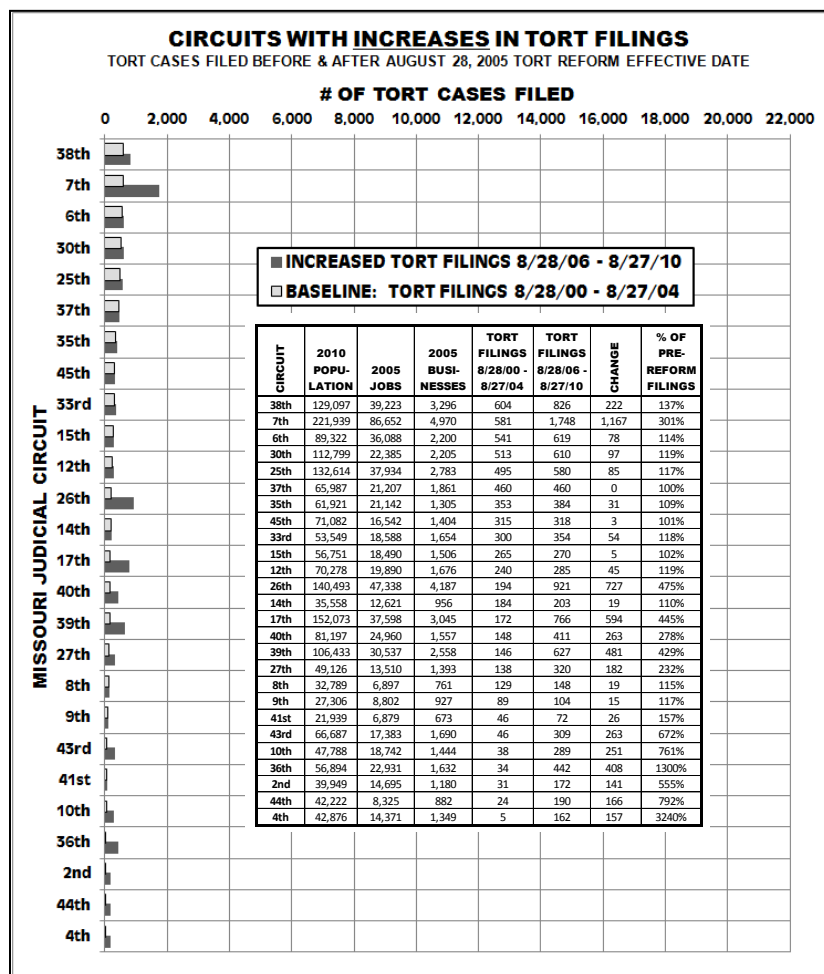 CIRCUITS WITH INCREASES IN TORT FILINGS
TORT CASES FILED BEFORE & AFTER AUGUST 28, 2005 TORT REFORM EFFECTIVE DATE
# OF TORT CASES FILED
0 2,000 4,000 6,000 8,000 10,000 12,000 14,000 16,000 18,000 20,000 22,000
MISSOURI JUDICIAL CIRCUIT
38th
7th
6th
30th
25th
37th
35th
45th
33rd
15th
12th
26th
14th
17th
40th
39th
27th
8th
9th
43rd
41st
10th
36th
2nd
44th
4th
INCREASED TORT FILINGS 8/28/06 - 8/27/10
BASELINE: TORT FILINGS 8/28/00 - 8/27/04
CIRCUIT
2010
POPU-
LATION
2005
JOBS
2005
BUSI-
NESSES
TORT
FILINGS
8/28/00 -
8/27/04
TORT
FILINGS
8/28/06 -
8/27/10
CHANGE
% OF
PRE-
REFORM
FILINGS
38th 129,097 39,223 3,296 604 826 222 137%
7th 221,939 86,652 4,970 581 1,748 1,167 301%
6th 89,322 36,088 2,200 541 619 78 114%
30th 112,799 22,385 2,205 513 610 97 119%
25th 132,614 37,934 2,783 495 580 85 117%
37th 65,987 21,207 1,861 460 460 0 100%
35th 61,921 21,142 1,305 353 384 31 109%
45th 71,082 16,542 1,404 315 318 3 101%
33rd 53,549 18,588 1,654 300 354 54 118%
15th 56,751 18,490 1,506 265 270 5 102%
12th 70,278 19,890 1,676 240 285 45 119%
26th 140,493 47,338 4,187 194 921 727 475%
14th 35,558 12,621 956 184 203 19 110%
17th 152,073 37,598 3,045 172 766 594 445%
40th 81,197 24,960 1,557 148 411 263 278%
39th 106,433 30,537 2,558 146 627 481 429%
27th 49,126 13,510 1,393 138 320 182 232%
8th 32,789 6,897 761 129 148 19 115%
9th 27,306 8,802 927 89 104 15 117%
41st 21,939 6,879 673 46 72 26 157%
43rd 66,687 17,383 1,690 46 309 263 672%
10th 47,788 18,742 1,444 38 289 251 761%
36th 56,894 22,931 1,632 34 442 408 1300%
2nd 39,949 14,695 1,180 31 172 141 555%
44th 42,222 8,325 882 24 190 166 792%
4th 42,876 14,371 1,349 5 162 157 3240%